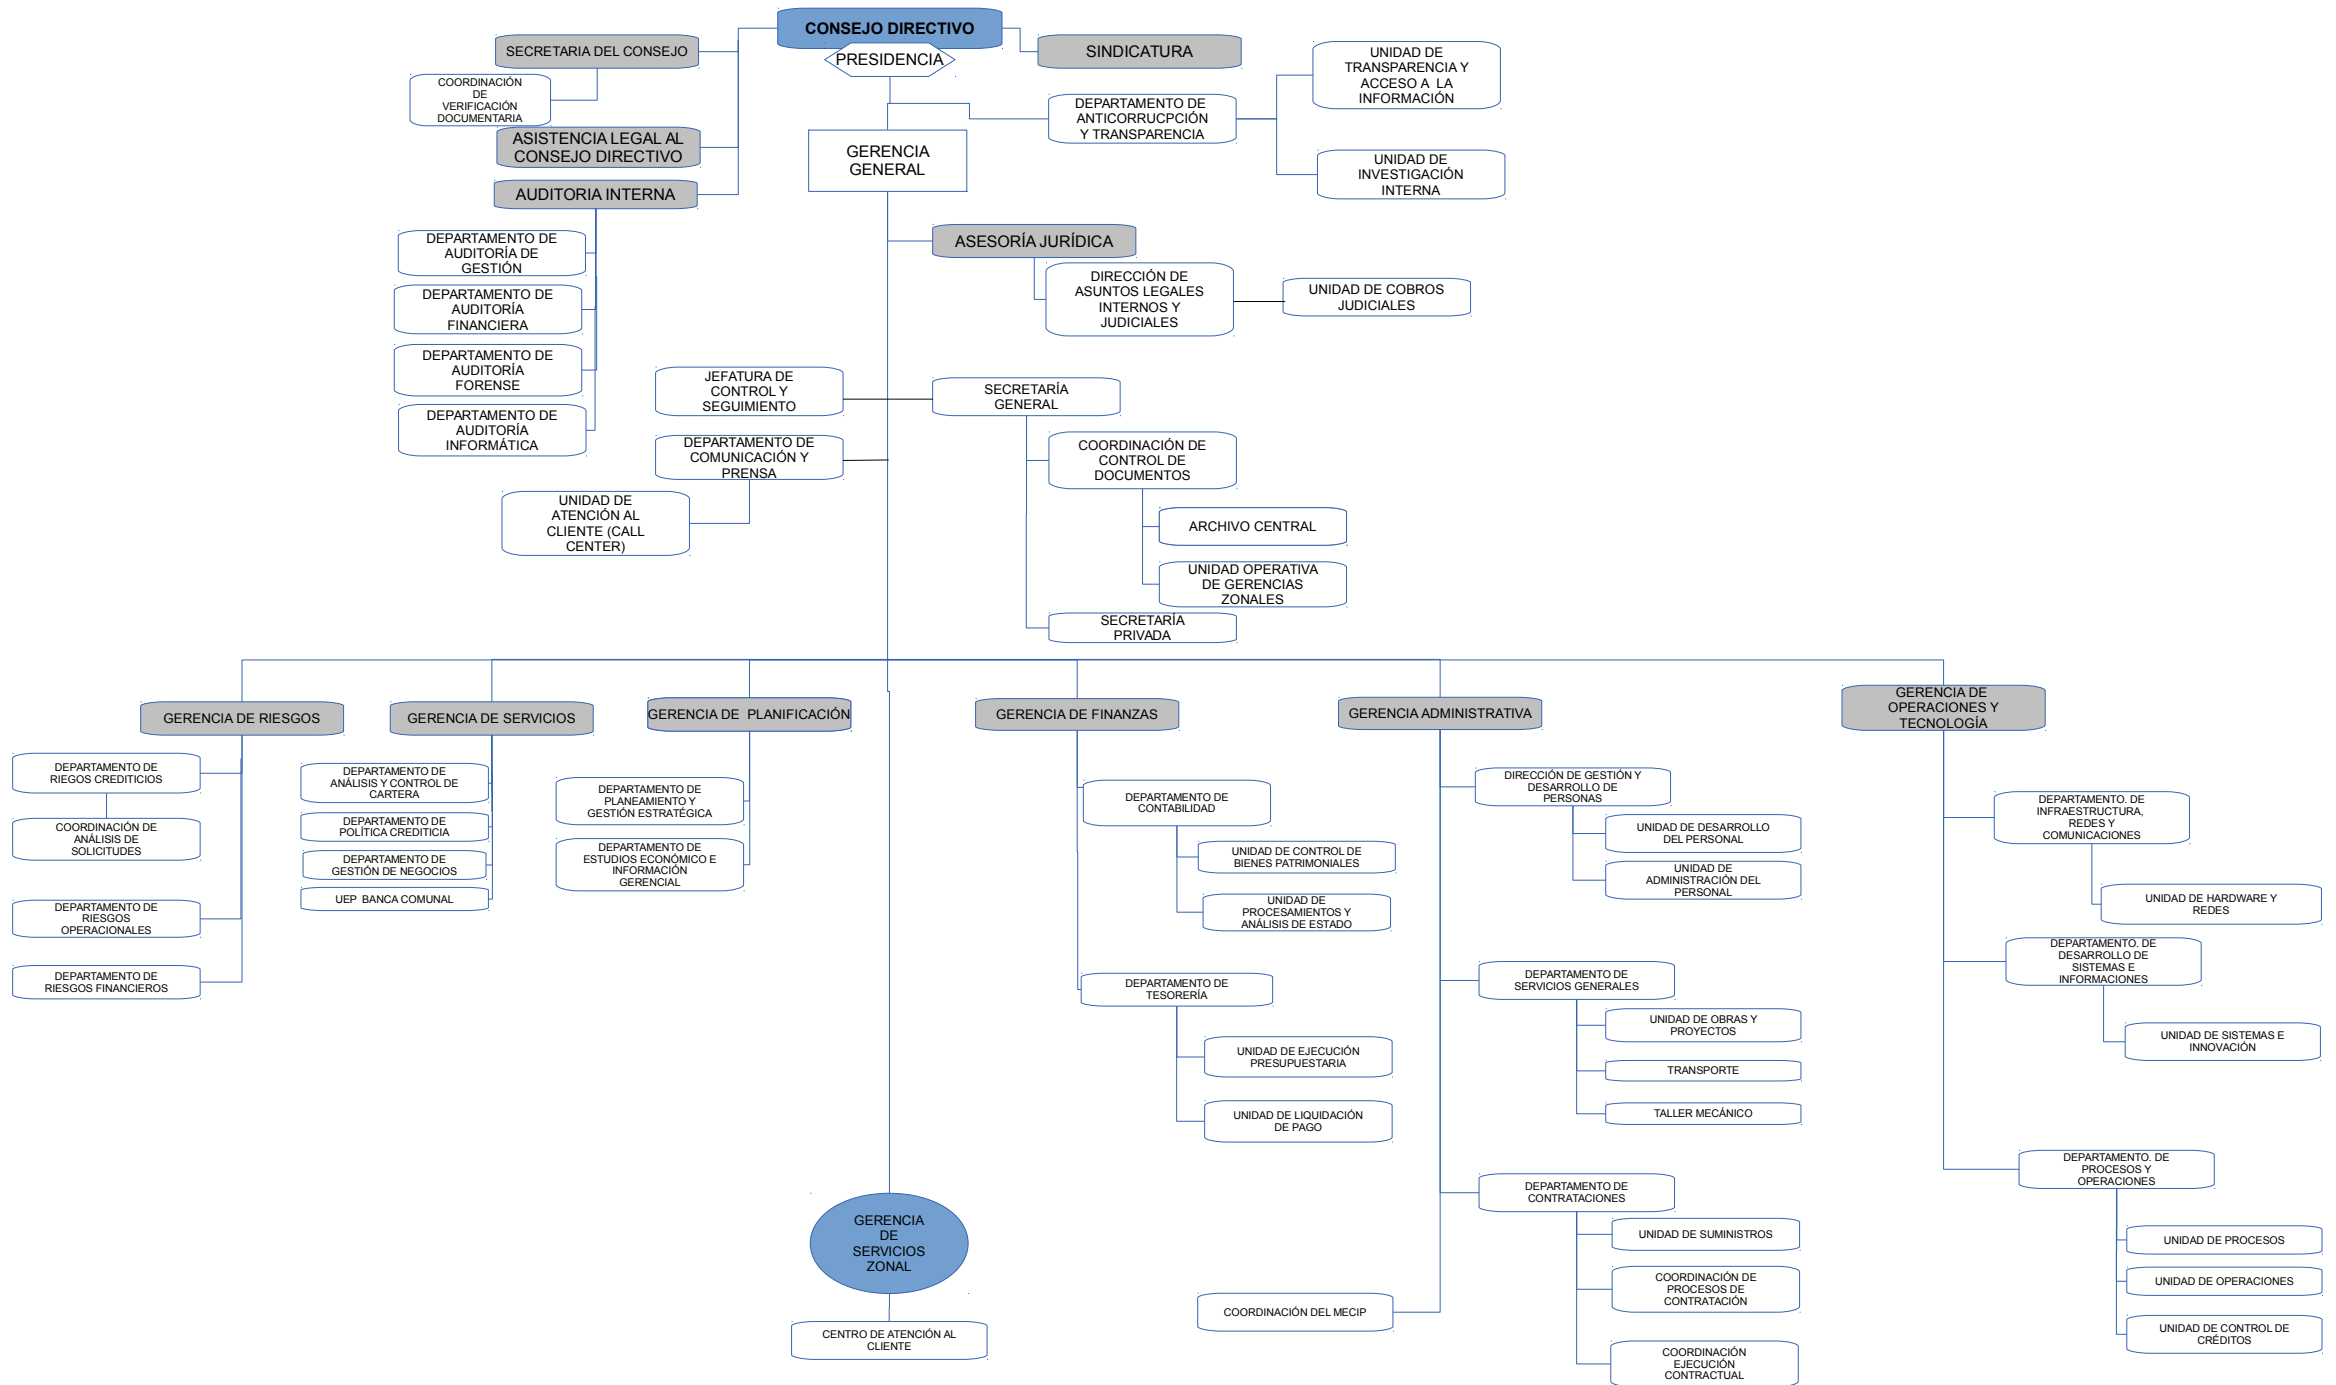 CONSEJO DIRECTIVO
PRESIDENCIA
SECRETARIA DEL CONSEJO
COORDINACIÓN
DE
VERIFICACIÓN
DOCUMENTARIA
ASISTENCIA LEGAL AL
CONSEJO DIRECTIVO
AUDITORIA INTERNA
SINDICATURA
DEPARTAMENTO DE
ANTICORRUCPCIÓN
Y TRANSPARENCIA
UNIDAD DE
TRANSPARENCIA Y
ACCESO A LA
INFORMACIÓN
UNIDAD DE
INVESTIGACIÓN
INTERNA
GERENCIA
GENERAL
DEPARTAMENTO DE
AUDITORÍA DE
GESTIÓN
DEPARTAMENTO DE
AUDITORÍA
FINANCIERA
DEPARTAMENTO DE
AUDITORÍA
FORENSE
DEPARTAMENTO DE
AUDITORÍA
INFORMÁTICA
ASESORÍA JURÍDICA
DIRECCIÓN DE
ASUNTOS LEGALES
INTERNOS Y
JUDICIALES
UNIDAD DE COBROS
JUDICIALES
JEFATURA DE
CONTROL Y
SEGUIMIENTO
SECRETARÍA
GENERAL
DEPARTAMENTO DE
COMUNICACIÓN Y
PRENSA
UNIDAD DE
ATENCIÓN AL
CLIENTE (CALL
CENTER)
COORDINACIÓN DE
CONTROL DE
DOCUMENTOS
ARCHIVO CENTRAL
UNIDAD OPERATIVA
DE GERENCIAS
ZONALES
SECRETARÍA
PRIVADA
GERENCIA DE RIESGOS
DEPARTAMENTO DE
RIEGOS CREDITICIOS
COORDINACIÓN DE
ANÁLISIS DE
SOLICITUDES
DEPARTAMENTO DE
RIESGOS
OPERACIONALES
DEPARTAMENTO DE
RIESGOS FINANCIEROS
GERENCIA DE SERVICIOS
DEPARTAMENTO DE
ANÁLISIS Y CONTROL DE
CARTERA
DEPARTAMENTO DE
POLÍTICA CREDITICIA
DEPARTAMENTO DE
GESTIÓN DE NEGOCIOS
UEP BANCA COMUNAL
GERENCIA DE PLANIFICACIÓN
DEPARTAMENTO DE
PLANEAMIENTO Y
GESTIÓN ESTRATÉGICA
DEPARTAMENTO DE
ESTUDIOS ECONÓMICO E
INFORMACIÓN
GERENCIAL
GERENCIA DE FINANZAS
DEPARTAMENTO DE
CONTABILIDAD
UNIDAD DE CONTROL DE
BIENES PATRIMONIALES
UNIDAD DE
PROCESAMIENTOS Y
ANÁLISIS DE ESTADO
DEPARTAMENTO DE
TESORERÍA
UNIDAD DE EJECUCIÓN
PRESUPUESTARIA
UNIDAD DE LIQUIDACIÓN
DE PAGO
GERENCIA ADMINISTRATIVA
DIRECCIÓN DE GESTIÓN Y
DESARROLLO DE
PERSONAS
UNIDAD DE DESARROLLO
DEL PERSONAL
UNIDAD DE
ADMINISTRACIÓN DEL
PERSONAL
DEPARTAMENTO DE
SERVICIOS GENERALES
UNIDAD DE OBRAS Y
PROYECTOS
TRANSPORTE
TALLER MECÁNICO
DEPARTAMENTO DE
CONTRATACIONES
UNIDAD DE SUMINISTROS
COORDINACIÓN DE
PROCESOS DE
CONTRATACIÓN
COORDINACIÓN
EJECUCIÓN
CONTRACTUAL
COORDINACIÓN DEL MECIP
GERENCIA DE
OPERACIONES Y
TECNOLOGÍA
DEPARTAMENTO. DE
INFRAESTRUCTURA,
REDES Y
COMUNICACIONES
UNIDAD DE HARDWARE Y
REDES
DEPARTAMENTO. DE
DESARROLLO DE
SISTEMAS E
INFORMACIONES
UNIDAD DE SISTEMAS E
INNOVACIÓN
DEPARTAMENTO. DE
PROCESOS Y
OPERACIONES
UNIDAD DE PROCESOS
UNIDAD DE OPERACIONES
UNIDAD DE CONTROL DE
CRÉDITOS
GERENCIA
DE
SERVICIOS
ZONAL
CENTRO DE ATENCIÓN AL
CLIENTE